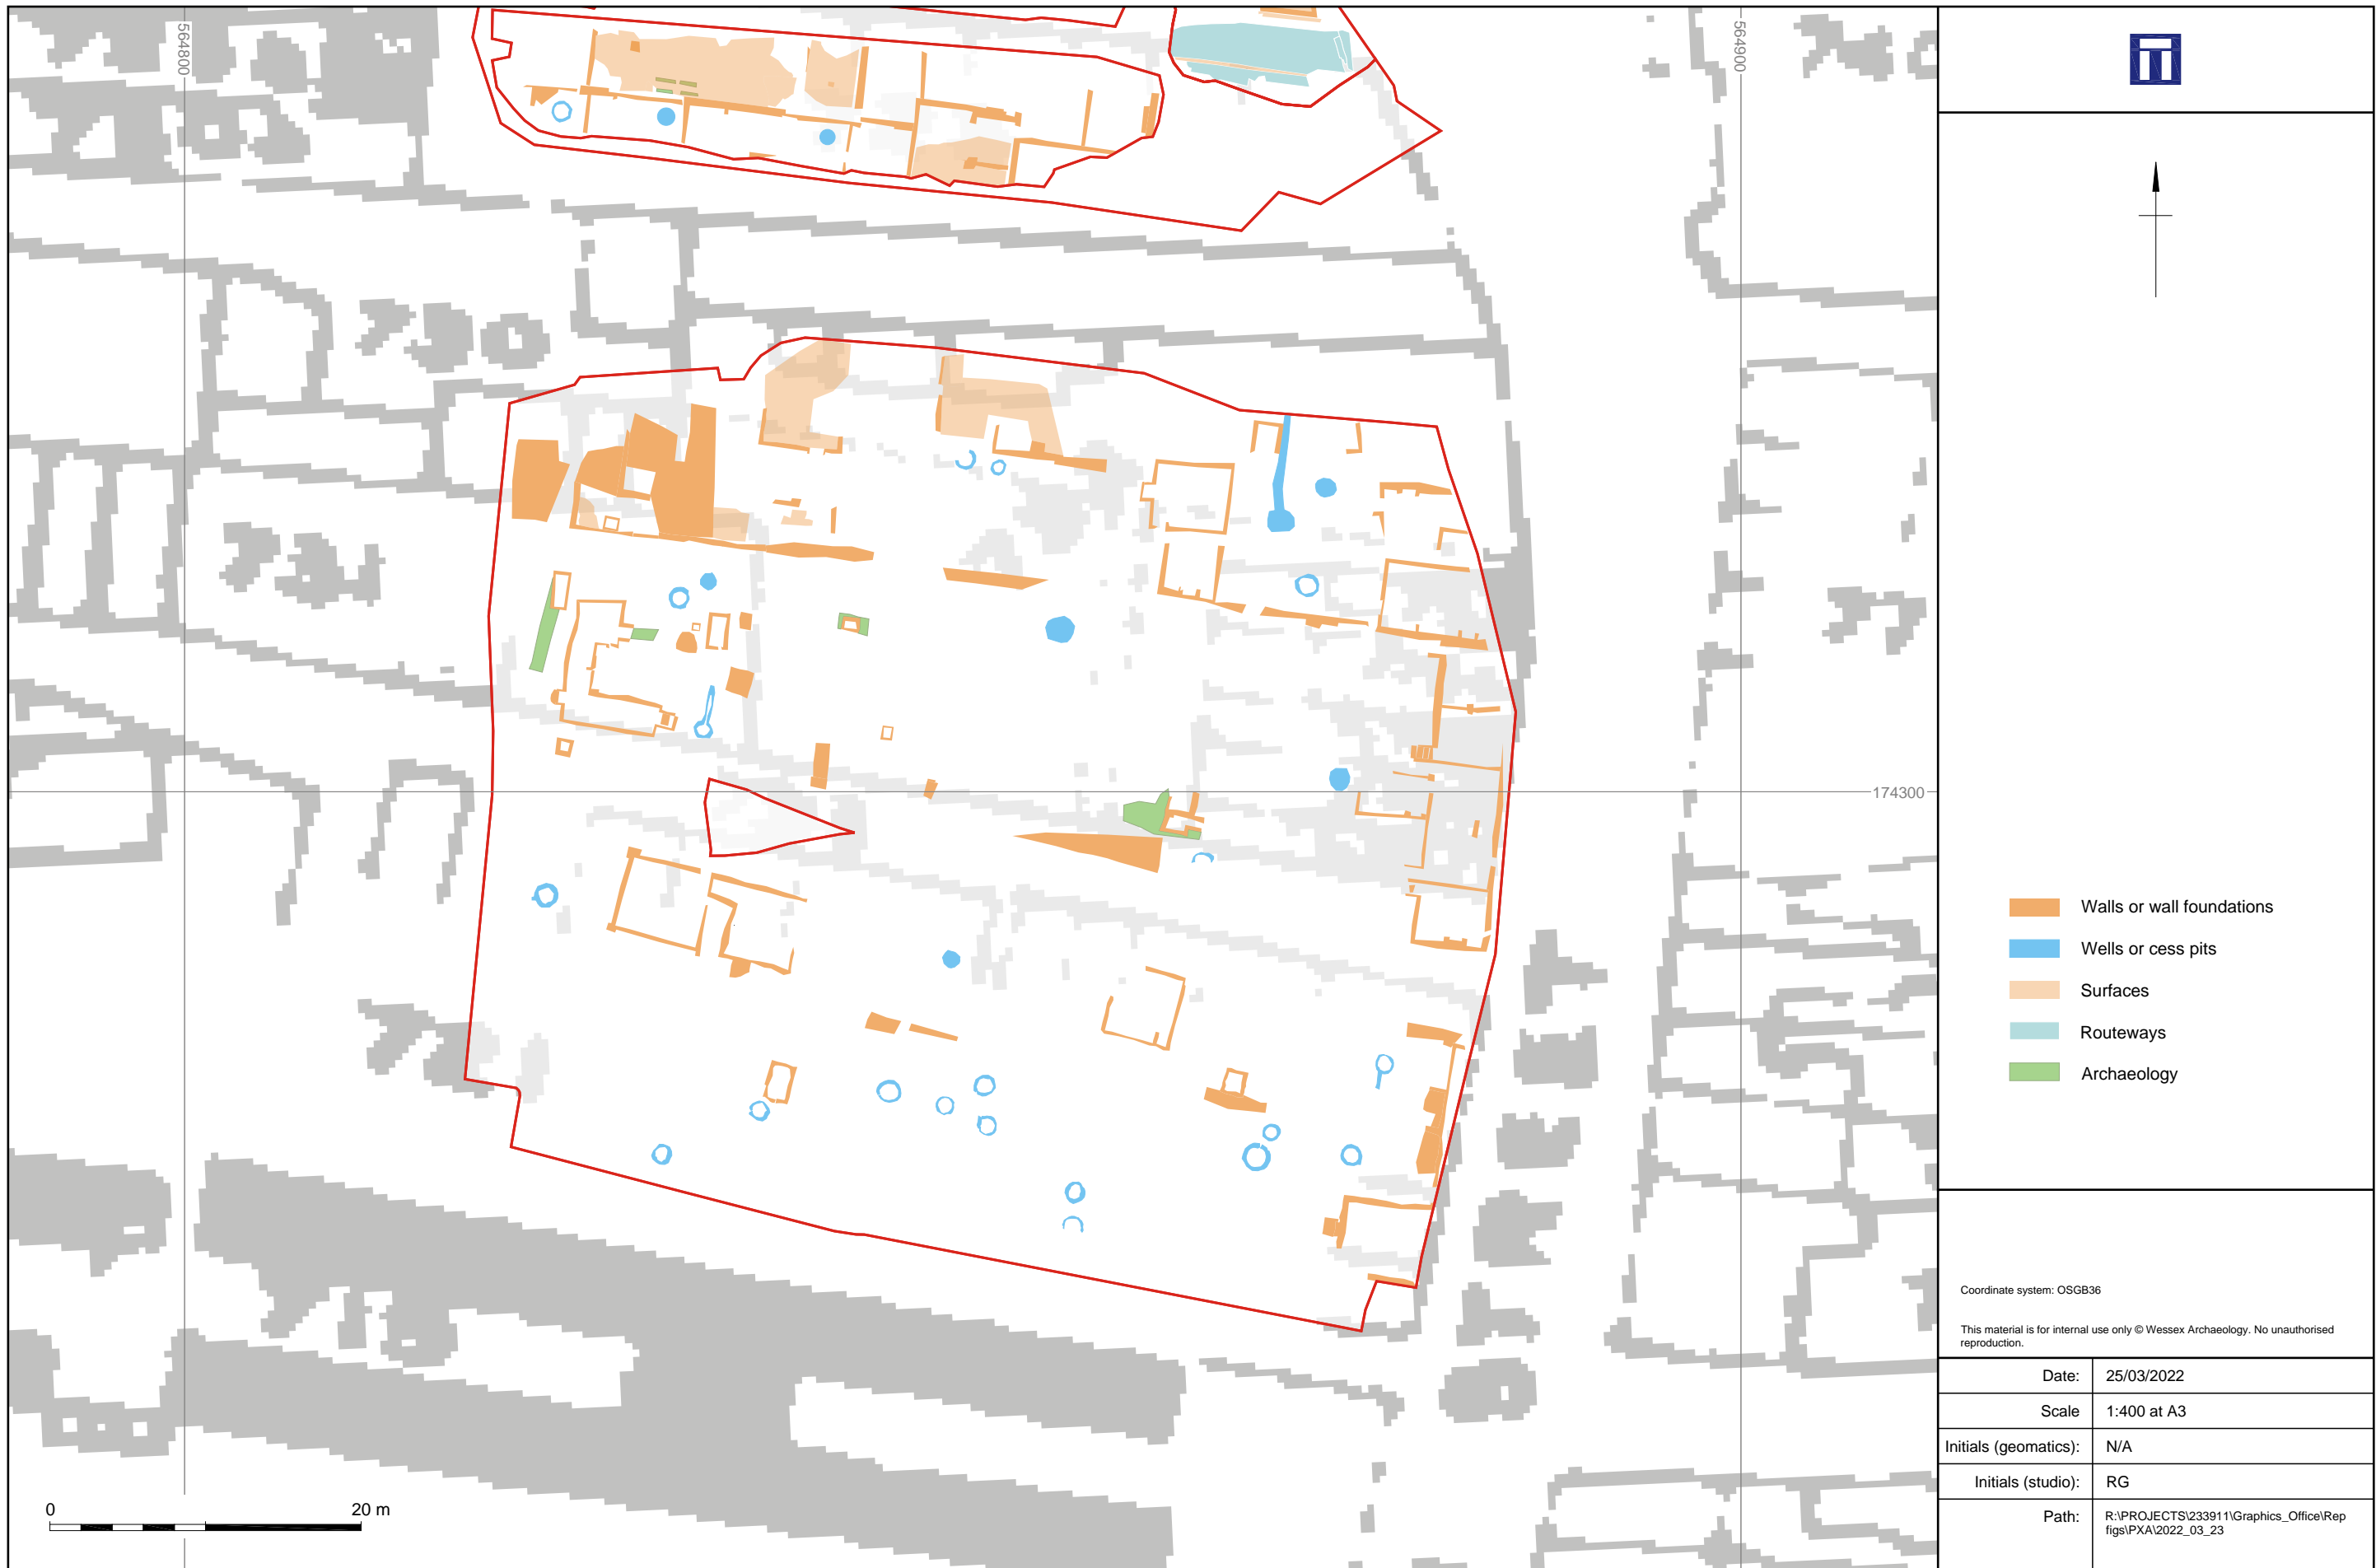 564800
564900
174300
Walls or wall foundations
Wells or cess pits
Surfaces
Routeways
Archaeology
0 20 m
Coordinate system: OSGB36
This material is for internal use only © Wessex Archaeology. No unauthorised
reproduction.
Date: 25/03/2022
Scale 1:400 at A3
Initials (geomatics): N/A
Initials (studio): RG
Path: R:\PROJECTS\233911\Graphics_Office\Rep
figs\PXA\2022_03_23